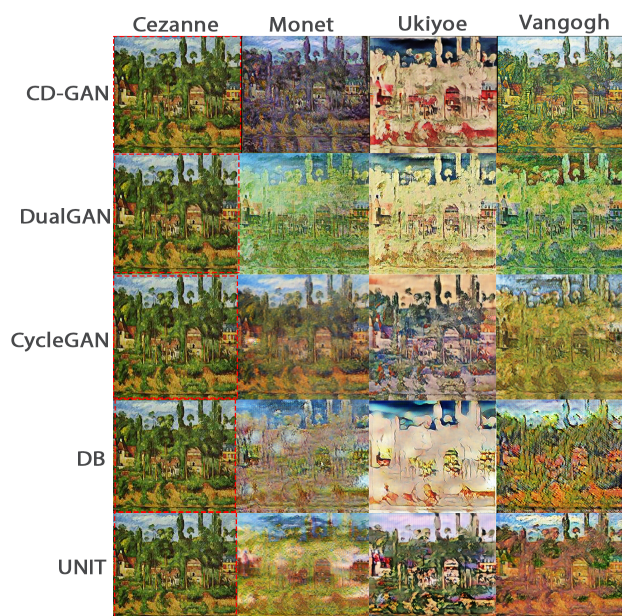 Cezanne Monet Ukiyoe Vangogh
CD-GAN
DualGAN
CycleGAN
DB
UNIT